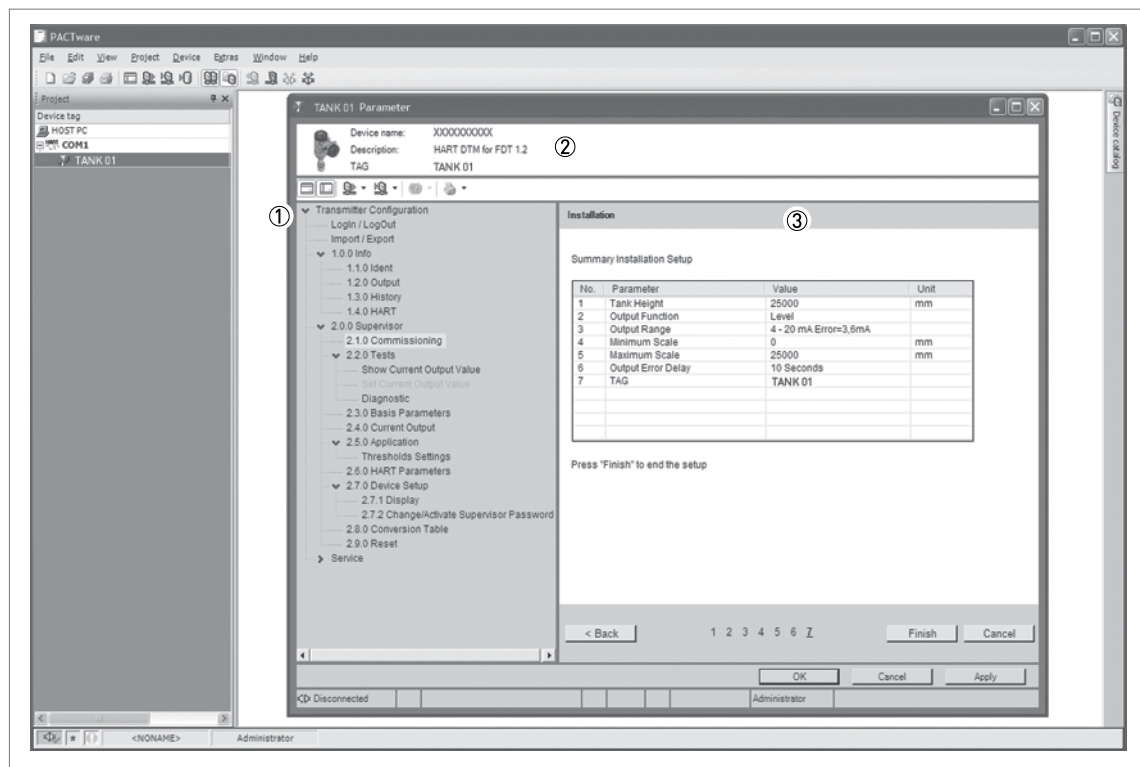 PACTware
File Edit View Project Device Extras Window Help
Project
Device tag
HOST PC
COM1
TANK 01
Device catalog
TANK 01 Parameter
Device name: XXXXXXXXXX
Description: HART DTM for FDT 1.2
TAG TANK 01
②
①
Transmitter Configuration
LogIn / LogOut
Import / Export
1.0.0 Info
1.1.0 Ident
1.2.0 Output
1.3.0 History
1.4.0 HART
2.0.0 Supervisor
2.1.0 Commissioning
2.2.0 Tests
Show Current Output Value
Set Current Output Value
Diagnostic
2.3.0 Basis Parameters
2.4.0 Current Output
2.5.0 Application
Thresholds Settings
2.6.0 HART Parameters
2.7.0 Device Setup
2.7.1 Display
2.7.2 Change/Activate Supervisor Password
2.8.0 Conversion Table
2.9.0 Reset
Service
Installation
③
Summary Installation Setup
No. Parameter Value Unit
1 Tank Height 25000 mm
2 Output Function Level
3 Output Range 4 - 20 mA Error=3,6mA
4 Minimum Scale 0 mm
5 Maximum Scale 25000 mm
6 Output Error Delay 10 Seconds
7 TAG TANK 01
Press "Finish" to end the setup
< Back 1 2 3 4 5 6 7 Finish Cancel
OK Cancel Apply
Disconnected Administrator
<NONAME> Administrator